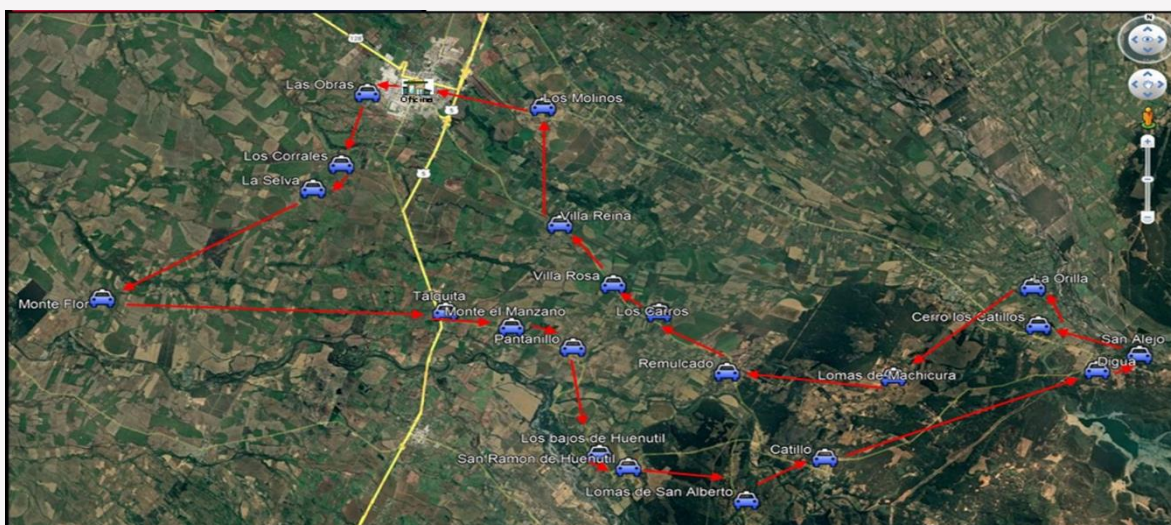 N
128
Las Obras
Oficina
Los Molinos
5
Los Corrales
5
La Selva
Villa Reina
Villa Rosa
La Orilla
Monte Flor
Talquita
Monte el Manzano
Los Carros
Cerro los Catillos
Pantanillo
San Alejo
Digua
Remulcado
Lomas de Machicura
Los bajos de Huenutil
San Ramon de Huenutil
Catillo
Lomas de San Alberto